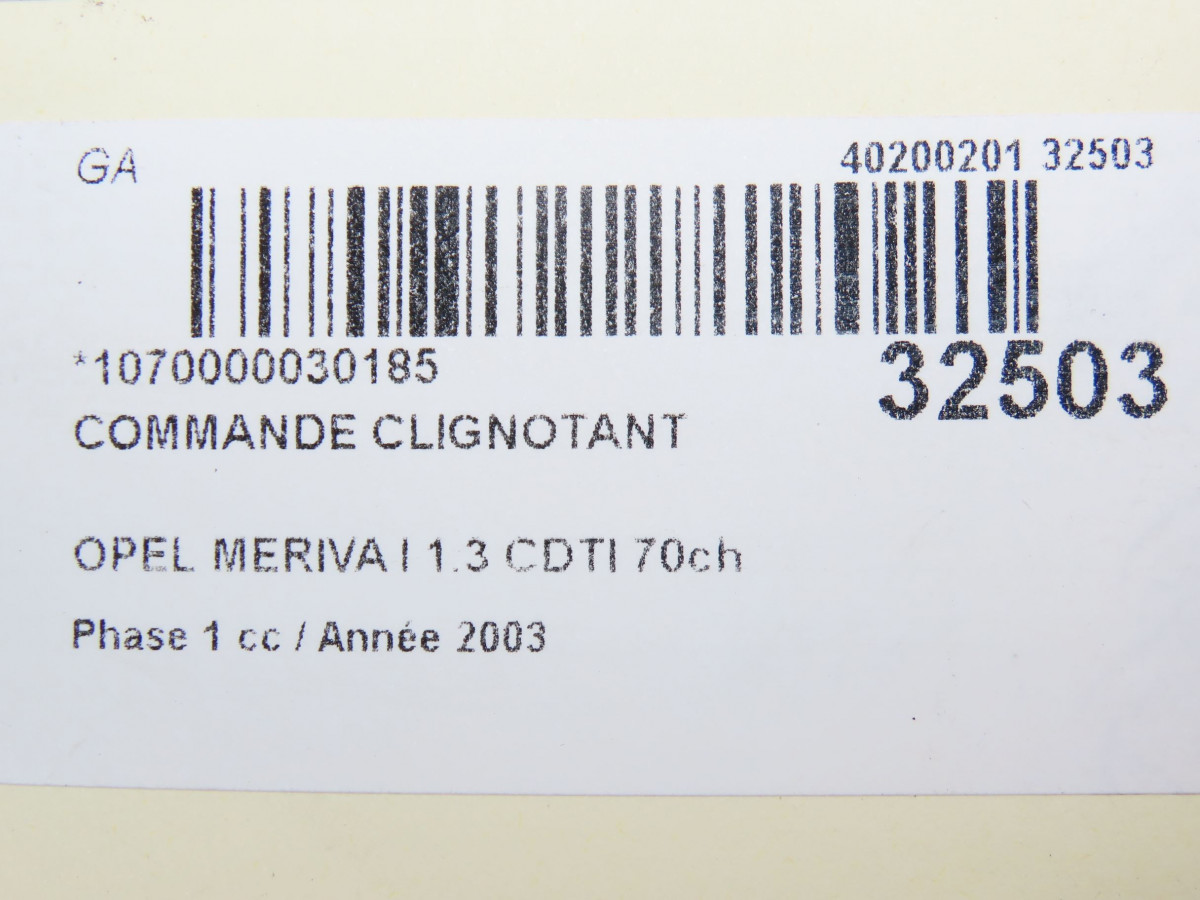 GA
40200201 32503
*1070000030185
32503
COMMANDE CLIGNOTANT
OPEL MERIVA I 1.3 CDTI 70ch
Phase 1 cc / Année 2003